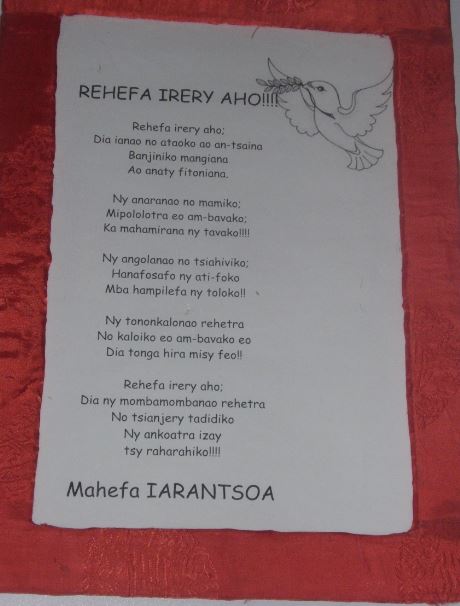 REHEFA IRERY AHO!!!!
Rehefa irery aho;
Dia ianao no ataoko ao an-tsaina
Banjiniko mangiana
Ao anaty fitoniana.
Ny anaranao no mamiko;
Mipololotra eo am-bavako;
Ka mahamirana ny tavako!!!!
Ny angolanao no tsiahiviko;
Hanafosafo ny ati-foko
Mba hampilefa ny toloko!!
Ny tononkalonao rehetra
No kaloiko eo am-bavako eo
Dia tonga hira misy feo!!
Rehefa irery aho;
Dia ny mombamombanao rehetra
No tsianjery tadidiko
Ny ankoatra izay
tsy raharahiko!!!!
Mahefa IARANTSOA